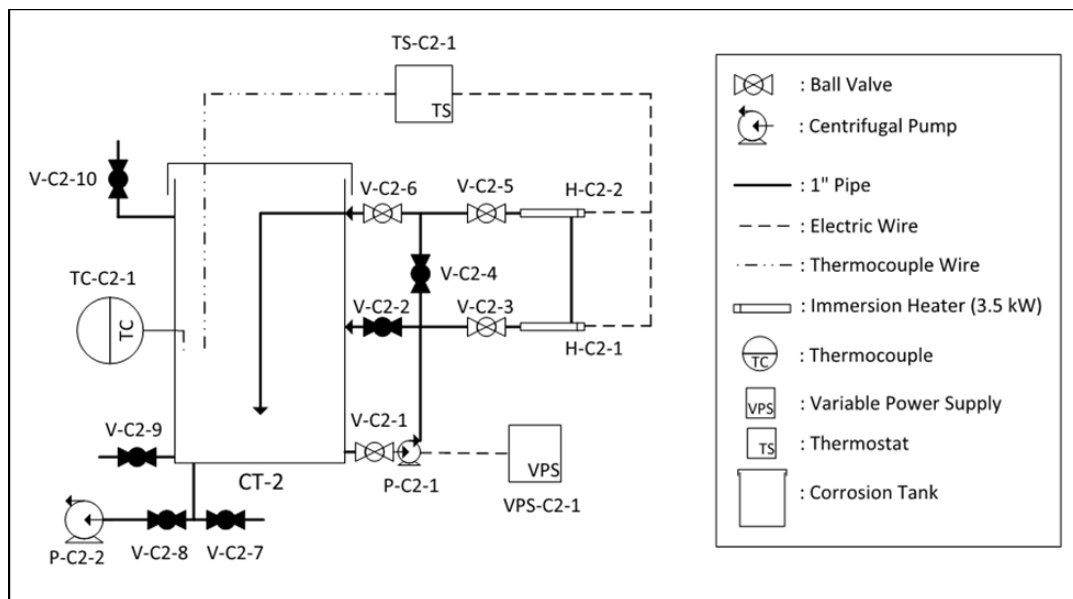 TS-C2-1
TS
V-C2-10
V-C2-6
V-C2-5
H-C2-2
V-C2-4
TC-C2-1
TC
V-C2-2
V-C2-3
H-C2-1
V-C2-9
V-C2-1
CT-2
P-C2-1
VPS
VPS-C2-1
P-C2-2
V-C2-8
V-C2-7
: Ball Valve
: Centrifugal Pump
: 1" Pipe
: Electric Wire
: Thermocouple Wire
: Immersion Heater (3.5 kW)
TC : Thermocouple
VPS : Variable Power Supply
TS : Thermostat
: Corrosion Tank